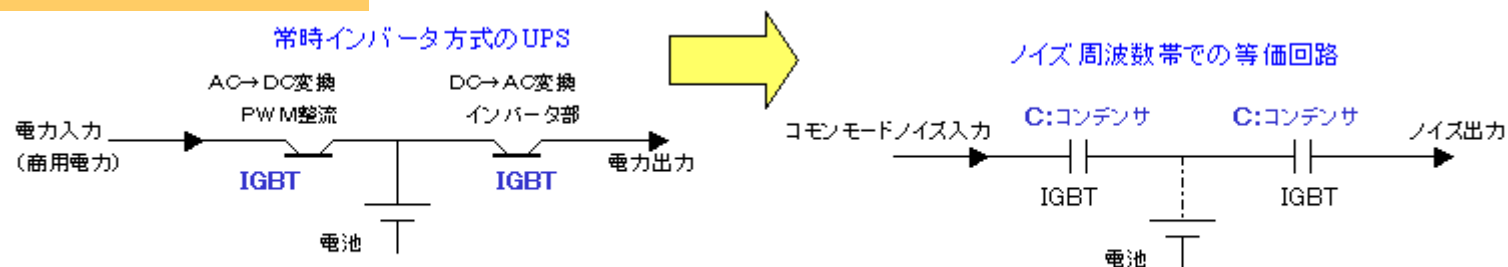 常時インバータ方式のUPS
AC→DC変換
PWM整流
DC→AC変換
インバータ部
電力入力
(商用電力)
IGBT
IGBT
電力出力
電池
ノイズ周波数帯での等価回路
C:コンデンサ
C:コンデンサ
コモンモードノイズ入力
ノイズ出力
IGBT
IGBT
電池